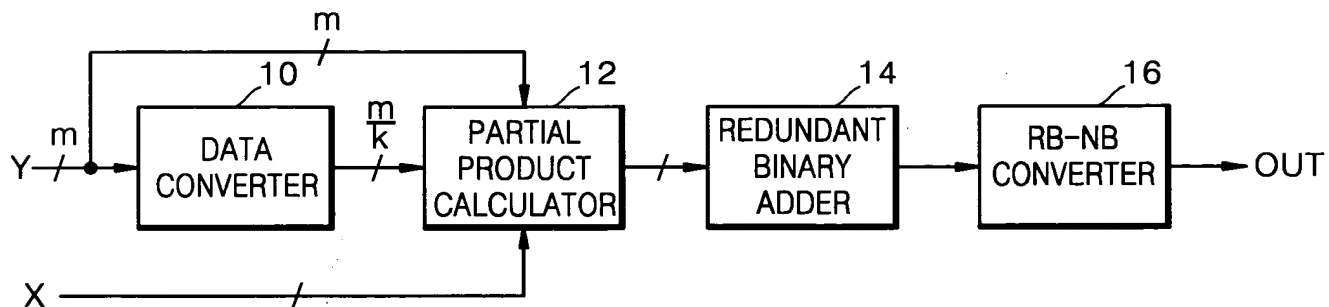 m
10
12
14
16
m
m
k
Y
DATA
CONVERTER
PARTIAL
PRODUCT
CALCULATOR
REDUNDANT
BINARY
ADDER
RB-NB
CONVERTER
OUT
X